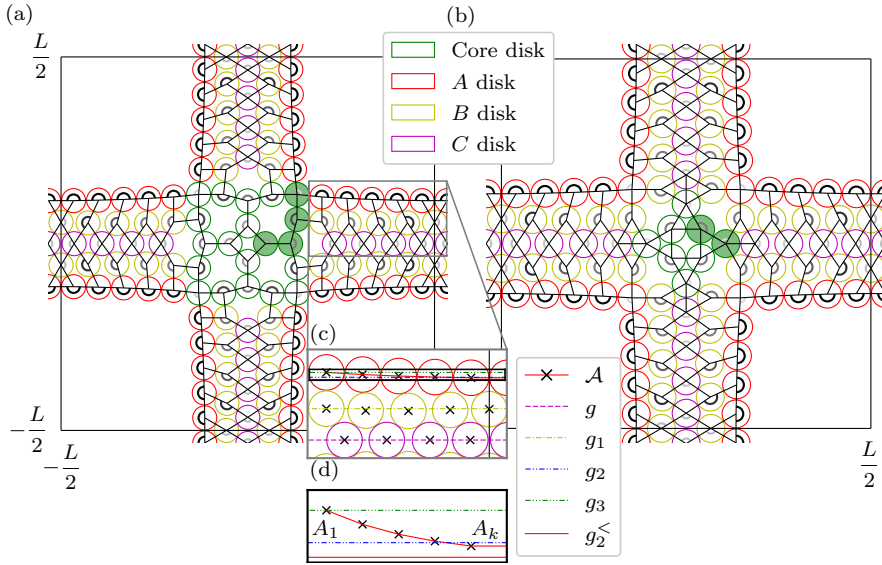 (a)
(b)
L/2
Core disk
A disk
B disk
C disk
(c)
−L/2
−L/2
L/2
𝒜
g
g₁
g₂
g₃
g₂^<
(d)
A₁
Aₖ